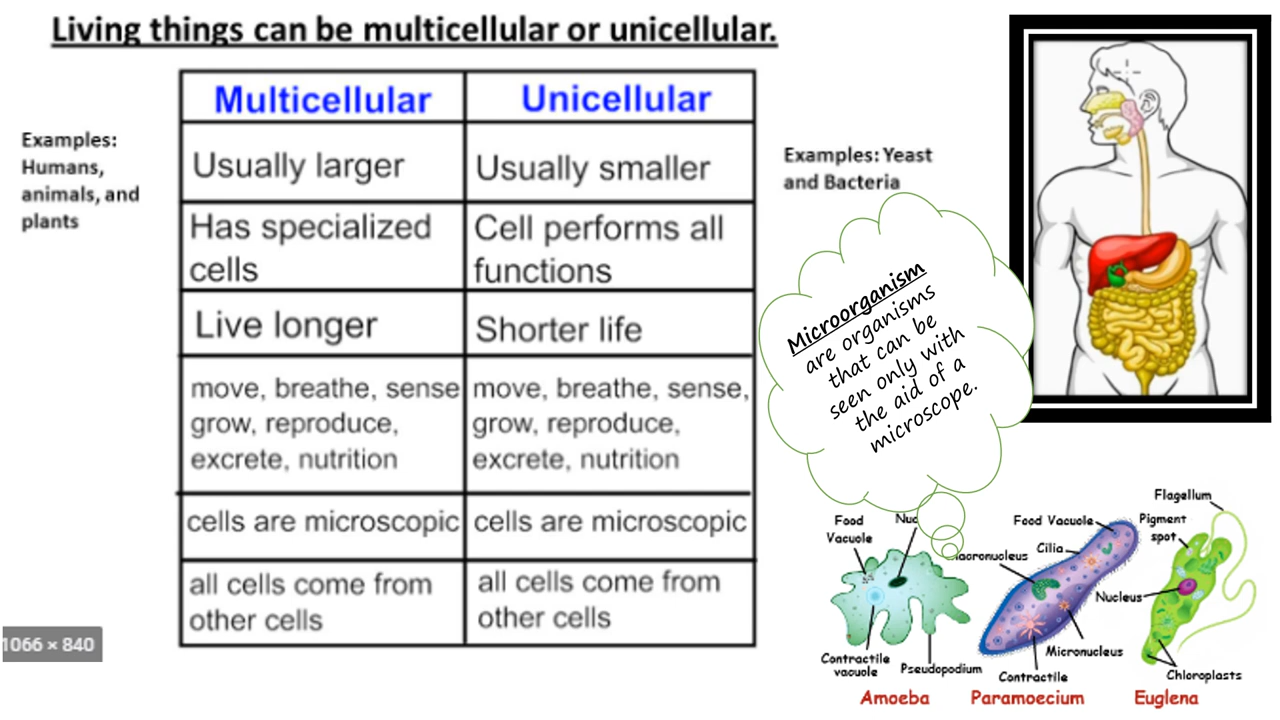 Living things can be multicellular or unicellular.
Examples:
Humans,
animals, and
plants
Multicellular
Unicellular
Usually larger
Usually smaller
Has specialized
cells
Cell performs all
functions
Live longer
Shorter life
move, breathe, sense
grow, reproduce,
excrete, nutrition
move, breathe, sense,
grow, reproduce,
excrete, nutrition
cells are microscopic
cells are microscopic
all cells come from
other cells
all cells come from
other cells
1066 × 840
Examples: Yeast
and Bacteria
Microorganism
are organisms
that can be
seen only with
the aid of a
microscope.
Food
Vacuole
Nuc
Contractile
vacuole
Pseudopodium
Amoeba
Food Vacuole
Cilia
acronucleus
Micronucleus
Contractile
Paramoecium
Flagellum
Pigment
spot
Nucleus
Chloroplasts
Euglena